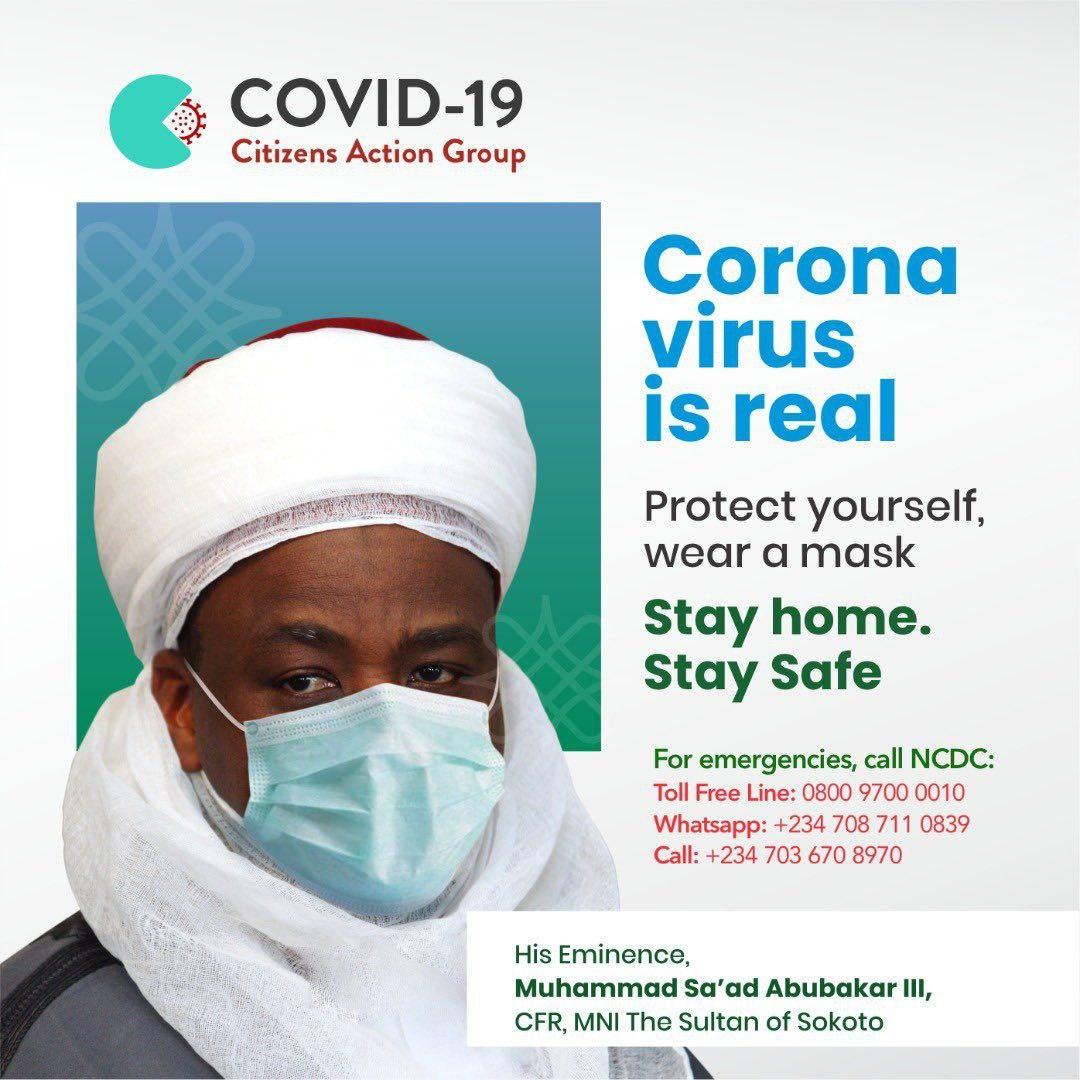 COVID-19
Citizens Action Group
Corona
virus
is real
Protect yourself,
wear a mask
Stay home.
Stay Safe
For emergencies, call NCDC:
Toll Free Line: 0800 9700 0010
Whatsapp: +234 708 711 0839
Call: +234 703 670 8970
His Eminence,
Muhammad Sa’ad Abubakar III,
CFR, MNI The Sultan of Sokoto